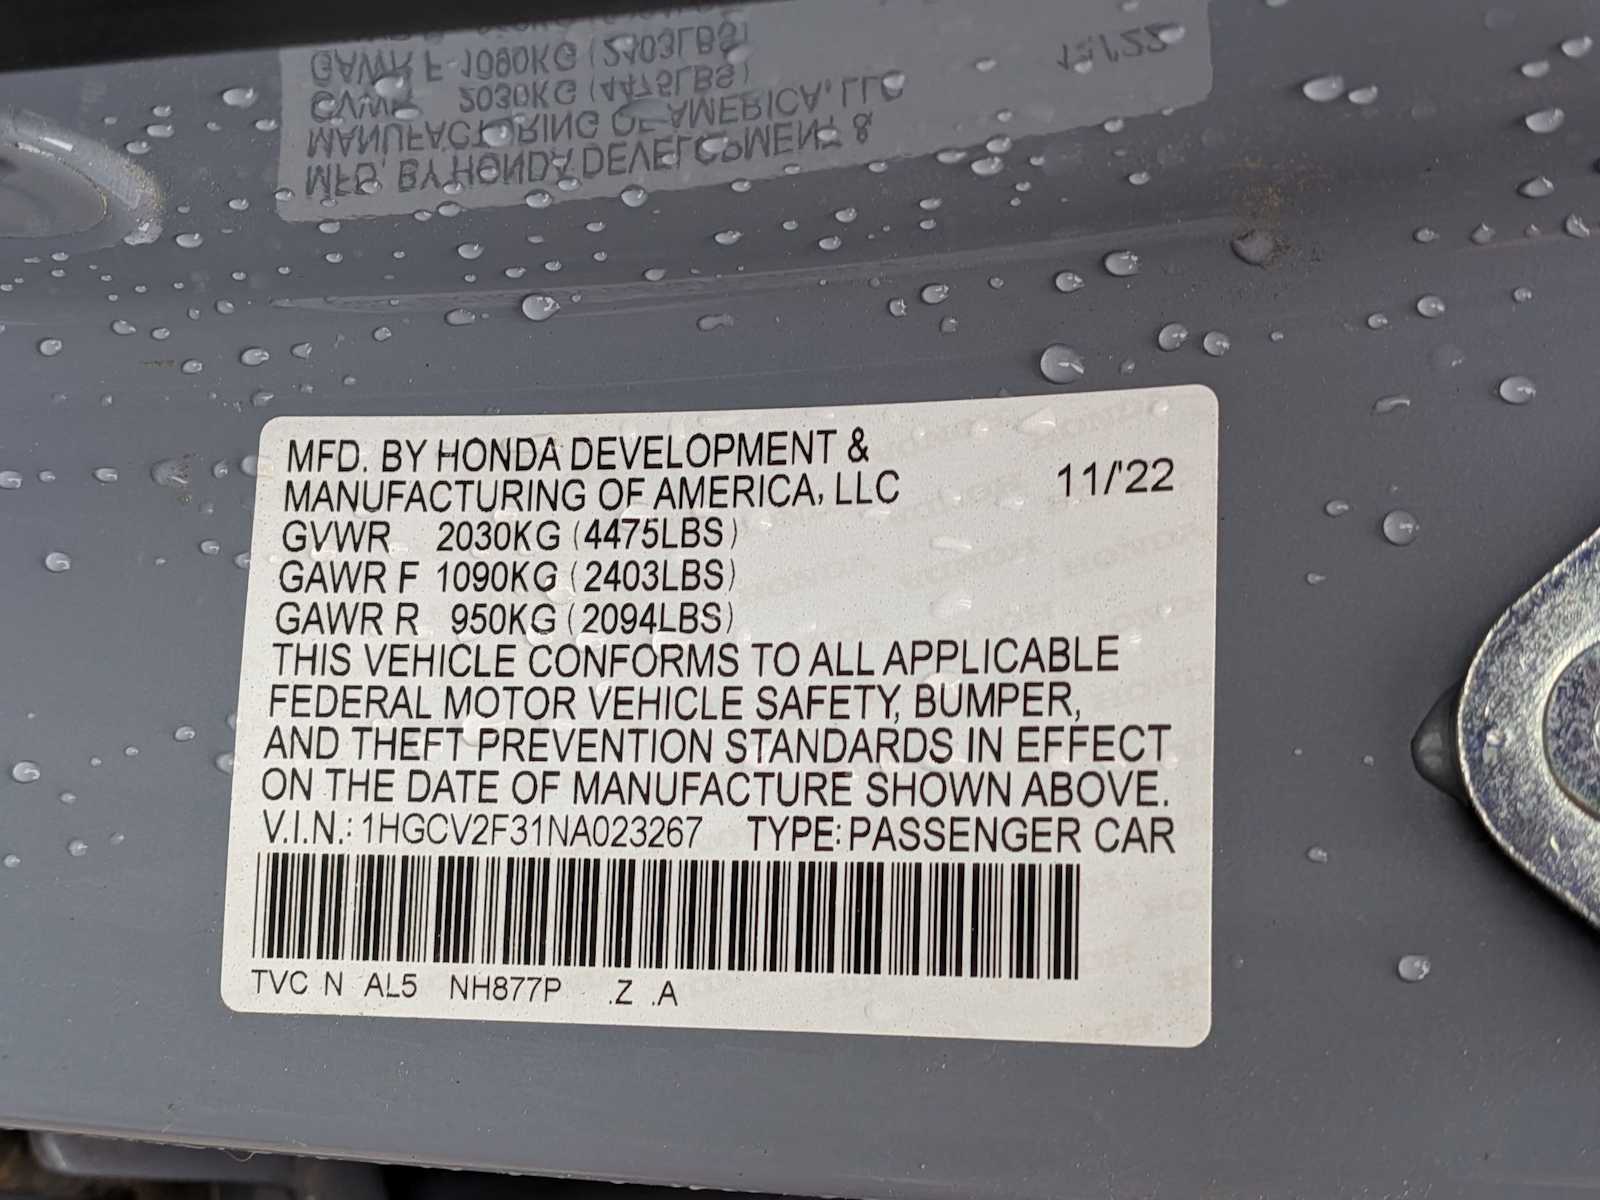 MFD. BY HONDA DEVELOPMENT &
MANUFACTURING OF AMERICA, LLC 11/'22
GVWR 2030KG (4475LBS)
GAWR F 1090KG (2403LBS)
GAWR R 950KG (2094LBS)
THIS VEHICLE CONFORMS TO ALL APPLICABLE
FEDERAL MOTOR VEHICLE SAFETY, BUMPER,
AND THEFT PREVENTION STANDARDS IN EFFECT
ON THE DATE OF MANUFACTURE SHOWN ABOVE.
V.I.N.: 1HGCV2F31NA023267 TYPE: PASSENGER CAR
TVC N AL5 NH877P .Z .A